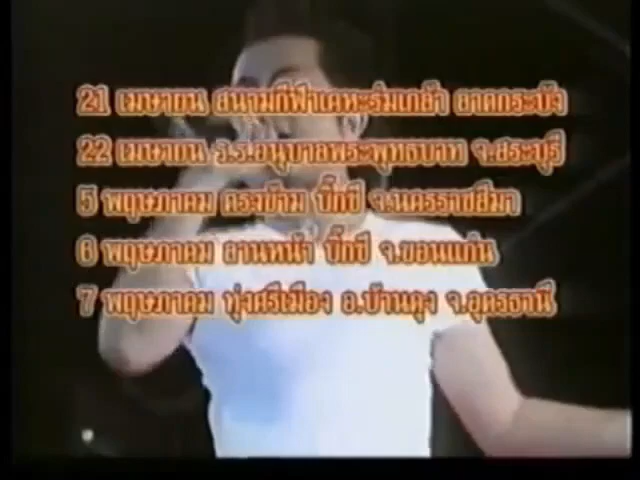 21 เมษายน สนามกีฬาเคหะร่มเกล้า ลาดกระบัง
22 เมษายน ร.ร.อนุบาลพระพุทธบาท จ.สระบุรี
5 พฤษภาคม ตรงข้าม บิ๊กซี จ.นครราชสีมา
6 พฤษภาคม ลานหน้า บิ๊กซี จ.ขอนแก่น
7 พฤษภาคม ทุ่งศรีเมือง อ.บ้านดุง จ.อุดรธานี